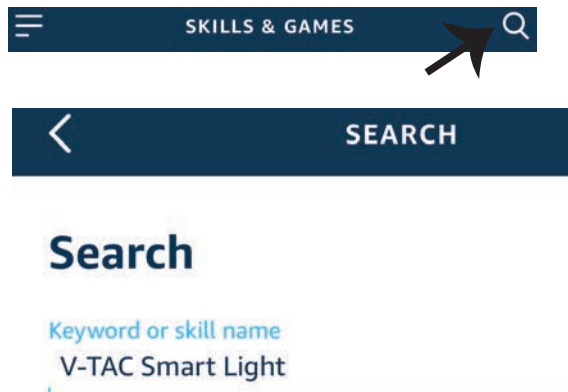 SKILLS & GAMES
SEARCH
Search
Keyword or skill name
V-TAC Smart Light